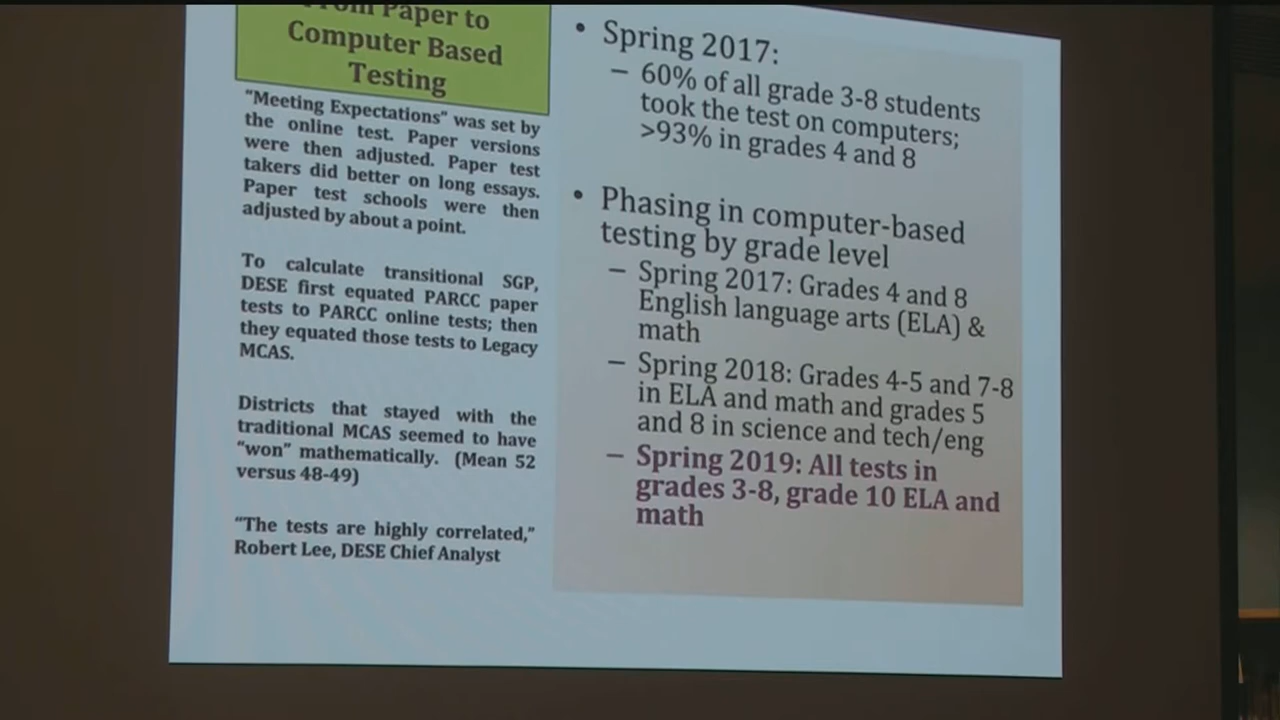 From Paper to
Computer Based
Testing
"Meeting Expectations" was set by
the online test. Paper versions
were then adjusted. Paper test
takers did better on long essays.
Paper test schools were then
adjusted by about a point.
To calculate transitional SGP,
DESE first equated PARCC paper
tests to PARCC online tests; then
they equated those tests to Legacy
MCAS.
Districts that stayed with the
traditional MCAS seemed to have
"won" mathematically. (Mean 52
versus 48-49)
"The tests are highly correlated,"
Robert Lee, DESE Chief Analyst
• Spring 2017:
– 60% of all grade 3-8 students
took the test on computers;
>93% in grades 4 and 8
• Phasing in computer-based
testing by grade level
– Spring 2017: Grades 4 and 8
English language arts (ELA) &
math
– Spring 2018: Grades 4-5 and 7-8
in ELA and math and grades 5
and 8 in science and tech/eng
– Spring 2019: All tests in
grades 3-8, grade 10 ELA and
math